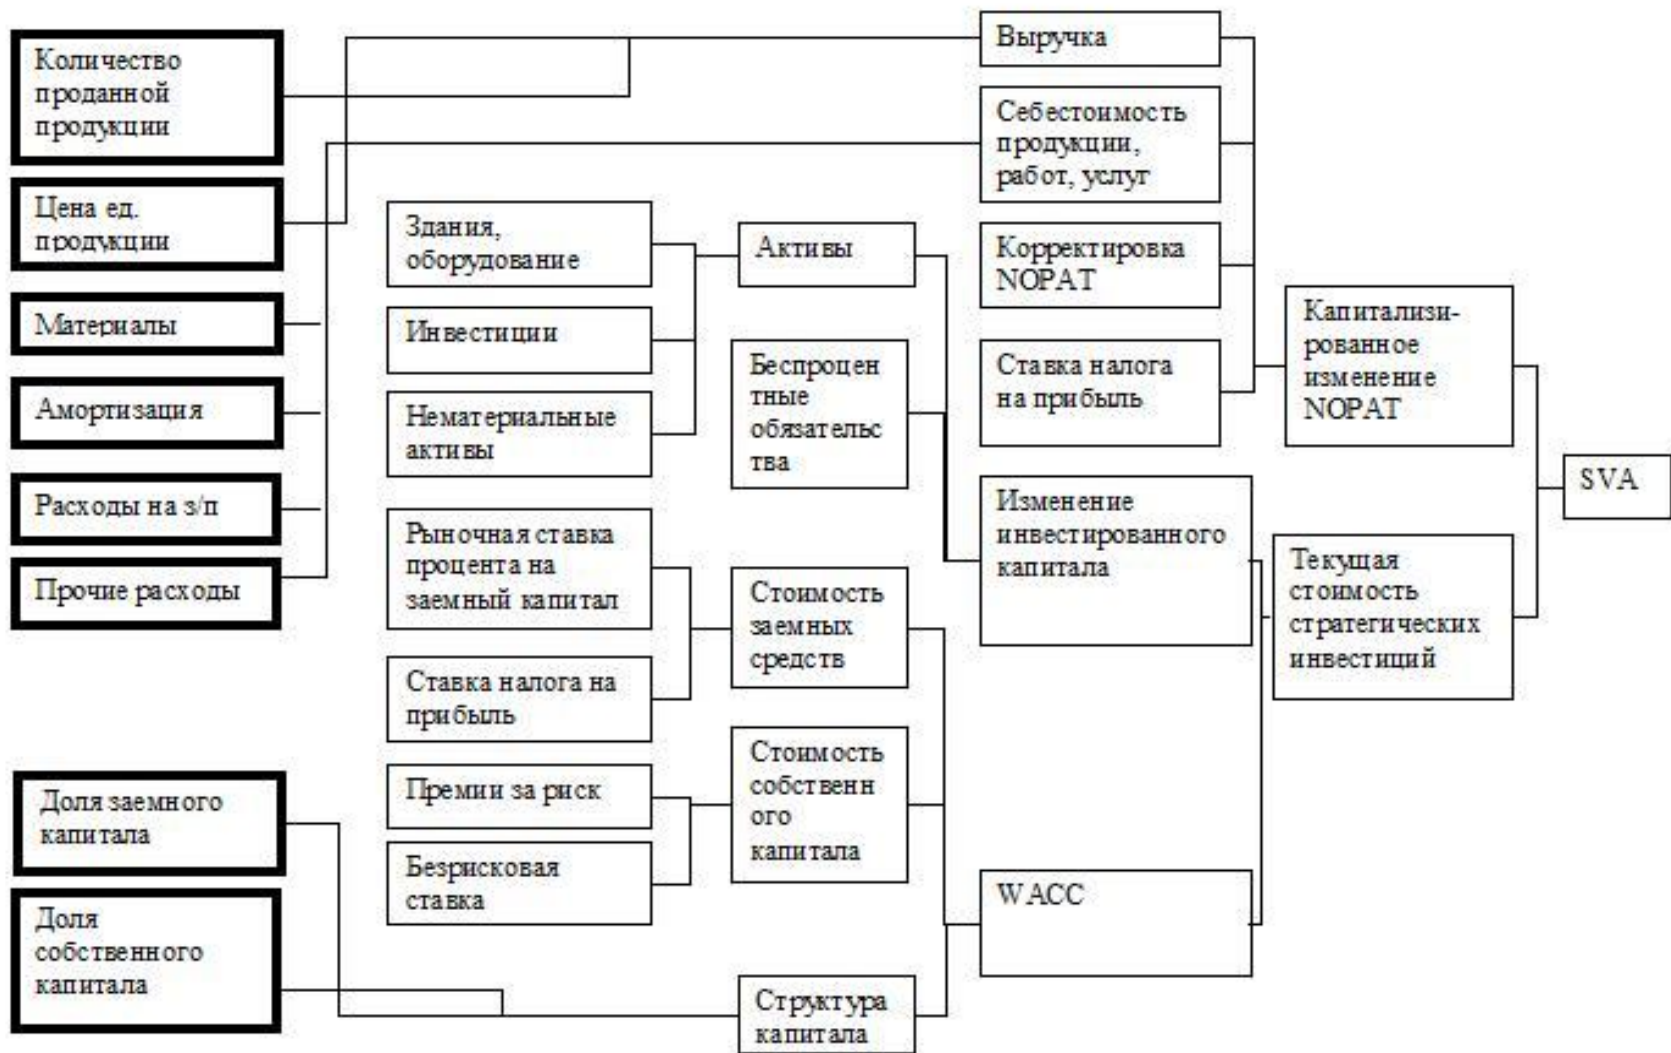 Количество
проданной
продукции
Цена ед.
продукции
Материалы
Амортизация
Расходы на з/п
Прочие расходы
Доля заемного
капитала
Доля
собственного
капитала
Здания,
оборудование
Инвестиции
Нематериальные
активы
Рыночная ставка
процента на
заемный капитал
Ставка налога на
прибыль
Премии за риск
Безрисковая
ставка
Активы
Беспроцен
тные
обязательс
тва
Стоимость
заемных
средств
Стоимость
собственн
ого
капитала
Структура
капитала
Выручка
Себестоимость
продукции,
работ, услуг
Корректировка
NOPAT
Ставка налога
на прибыль
Изменение
инвестированного
капитала
WACC
Капитализи-
рованное
изменение
NOPAT
Текущая
стоимость
стратегических
инвестиций
SVA